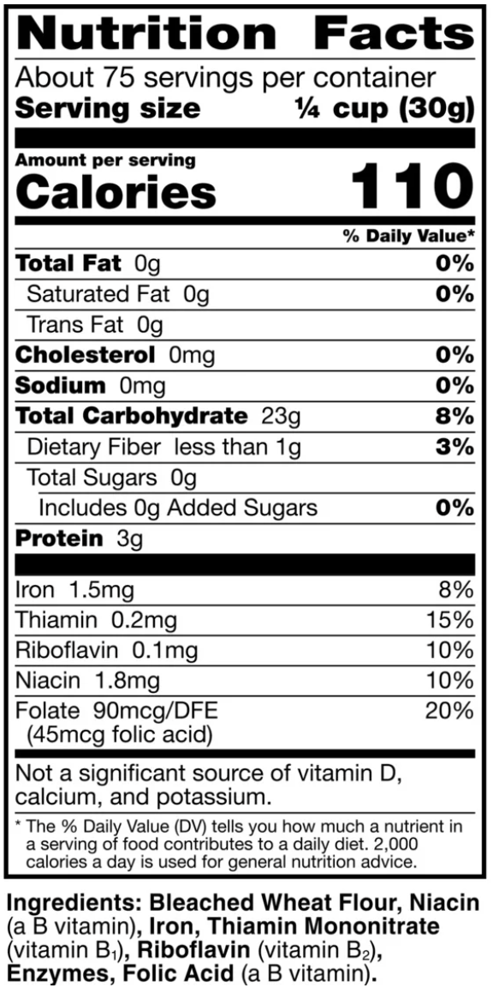 Nutrition Facts
About 75 servings per container
Serving size ¼ cup (30g)
Amount per serving
Calories 110
% Daily Value*
Total Fat 0g 0%
Saturated Fat 0g 0%
Trans Fat 0g
Cholesterol 0mg 0%
Sodium 0mg 0%
Total Carbohydrate 23g 8%
Dietary Fiber less than 1g 3%
Total Sugars 0g
Includes 0g Added Sugars 0%
Protein 3g
Iron 1.5mg 8%
Thiamin 0.2mg 15%
Riboflavin 0.1mg 10%
Niacin 1.8mg 10%
Folate 90mcg/DFE 20%
(45mcg folic acid)
Not a significant source of vitamin D,
calcium, and potassium.
* The % Daily Value (DV) tells you how much a nutrient in
a serving of food contributes to a daily diet. 2,000
calories a day is used for general nutrition advice.
Ingredients: Bleached Wheat Flour, Niacin
(a B vitamin), Iron, Thiamin Mononitrate
(vitamin B₁), Riboflavin (vitamin B₂),
Enzymes, Folic Acid (a B vitamin).